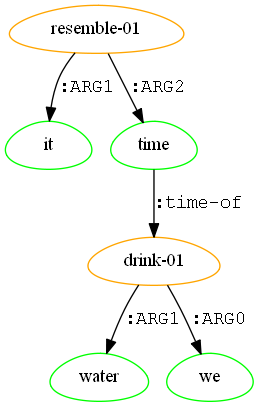 resemble-01
:ARG1 :ARG2
it time
:time-of
drink-01
:ARG1 :ARG0
water we